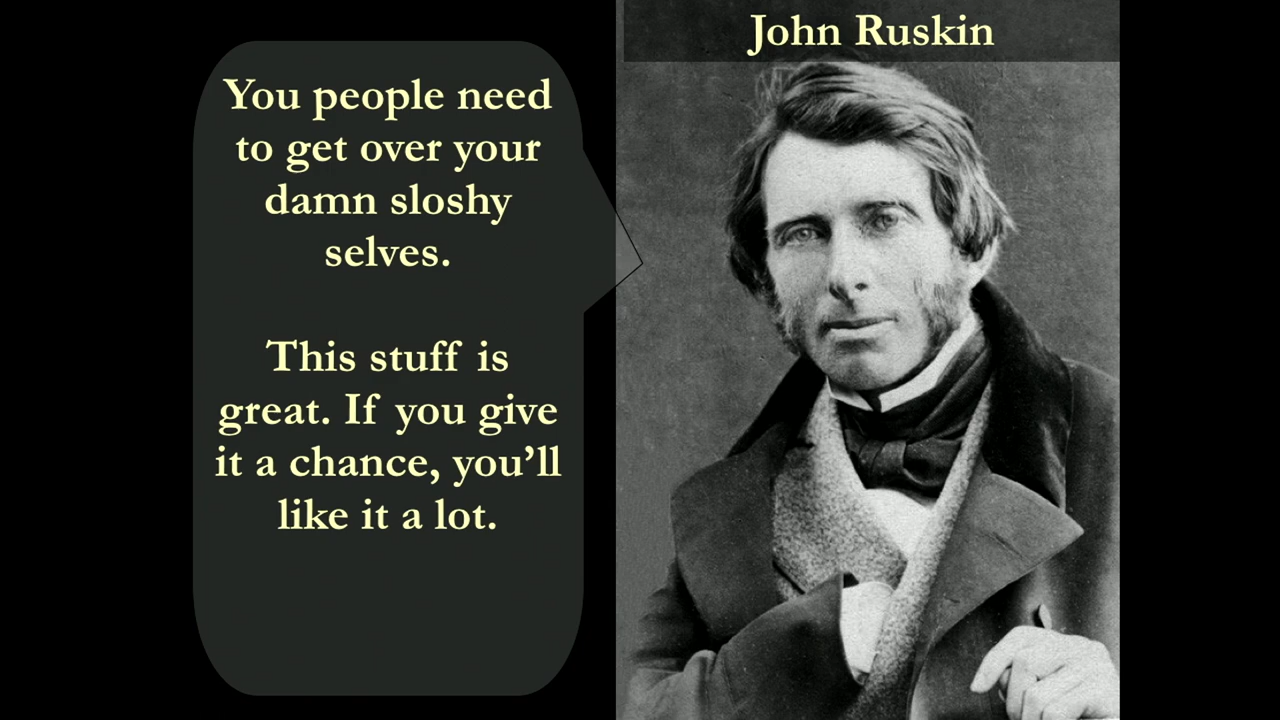 John Ruskin
You people need
to get over your
damn sloshy
selves.
This stuff is
great. If you give
it a chance, you’ll
like it a lot.